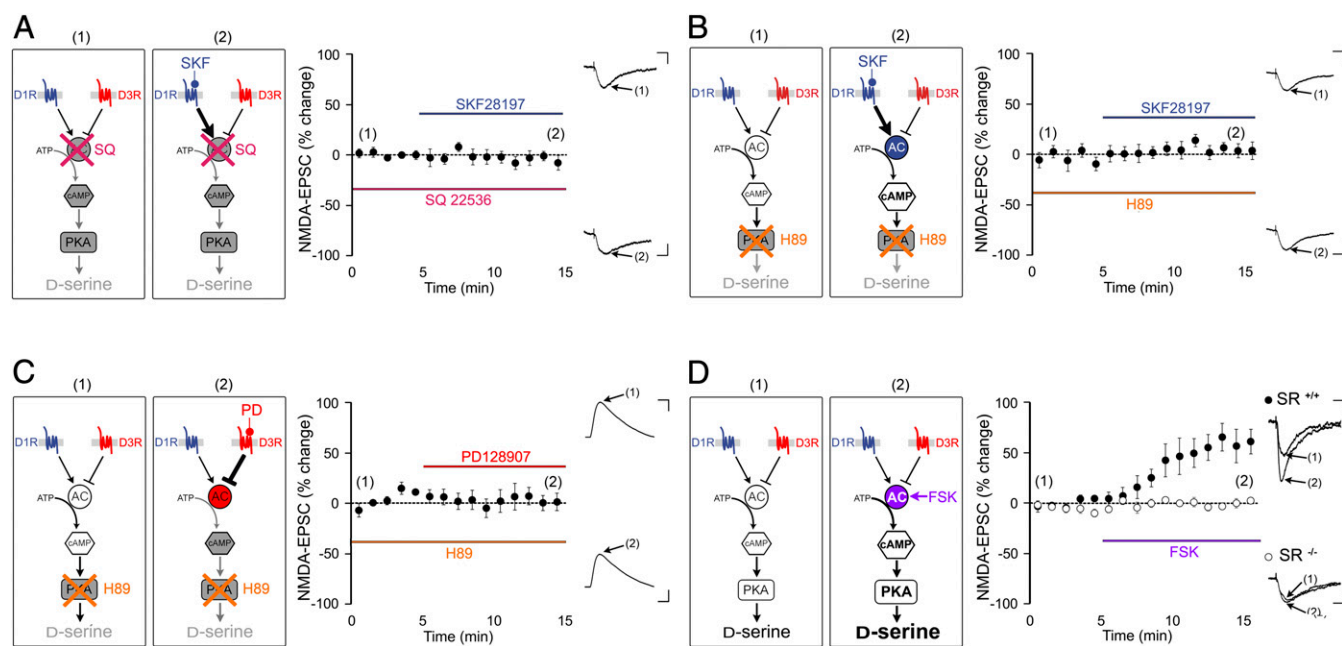 A
(1)
(2)
SKF
D1R
D3R
D1R
D3R
ATP
AC
SQ
ATP
AC
SQ
cAMP
cAMP
PKA
PKA
D-serine
D-serine
NMDA-EPSC (% change)
100
50
0
-50
-100
SKF28197
(1)
(2)
SQ 22536
0
5
10
15
Time (min)
(1)
(2)
B
(1)
(2)
SKF
D1R
D3R
D1R
D3R
ATP
AC
ATP
AC
cAMP
cAMP
PKA
H89
PKA
H89
D-serine
D-serine
NMDA-EPSC (% change)
100
50
0
-50
-100
SKF28197
(1)
(2)
H89
0
5
10
15
Time (min)
(1)
(2)
C
(1)
(2)
PD
D1R
D3R
D1R
D3R
ATP
AC
ATP
AC
cAMP
cAMP
PKA
H89
PKA
H89
D-serine
D-serine
NMDA-EPSC (% change)
100
50
0
-50
-100
PD128907
(1)
(2)
H89
0
5
10
15
Time (min)
(1)
(2)
D
(1)
(2)
D1R
D3R
D1R
D3R
ATP
AC
ATP
AC
FSK
cAMP
cAMP
PKA
PKA
D-serine
D-serine
NMDA-EPSC (% change)
100
50
0
-50
-100
(1)
(2)
FSK
0
5
10
15
Time (min)
SR +/+
(1)
(2)
SR -/-
(1)
(2)